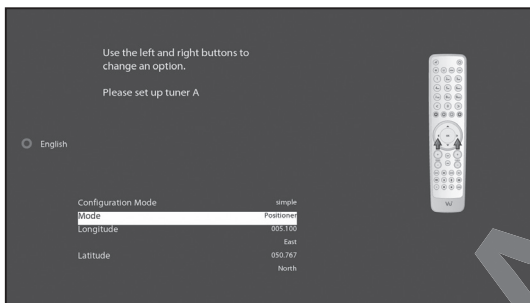 Use the left and right buttons to
change an option.
Please set up tuner A
English
Configuration Mode simple
Mode Positioner
Longitude 005.100
East
Latitude 050.767
North